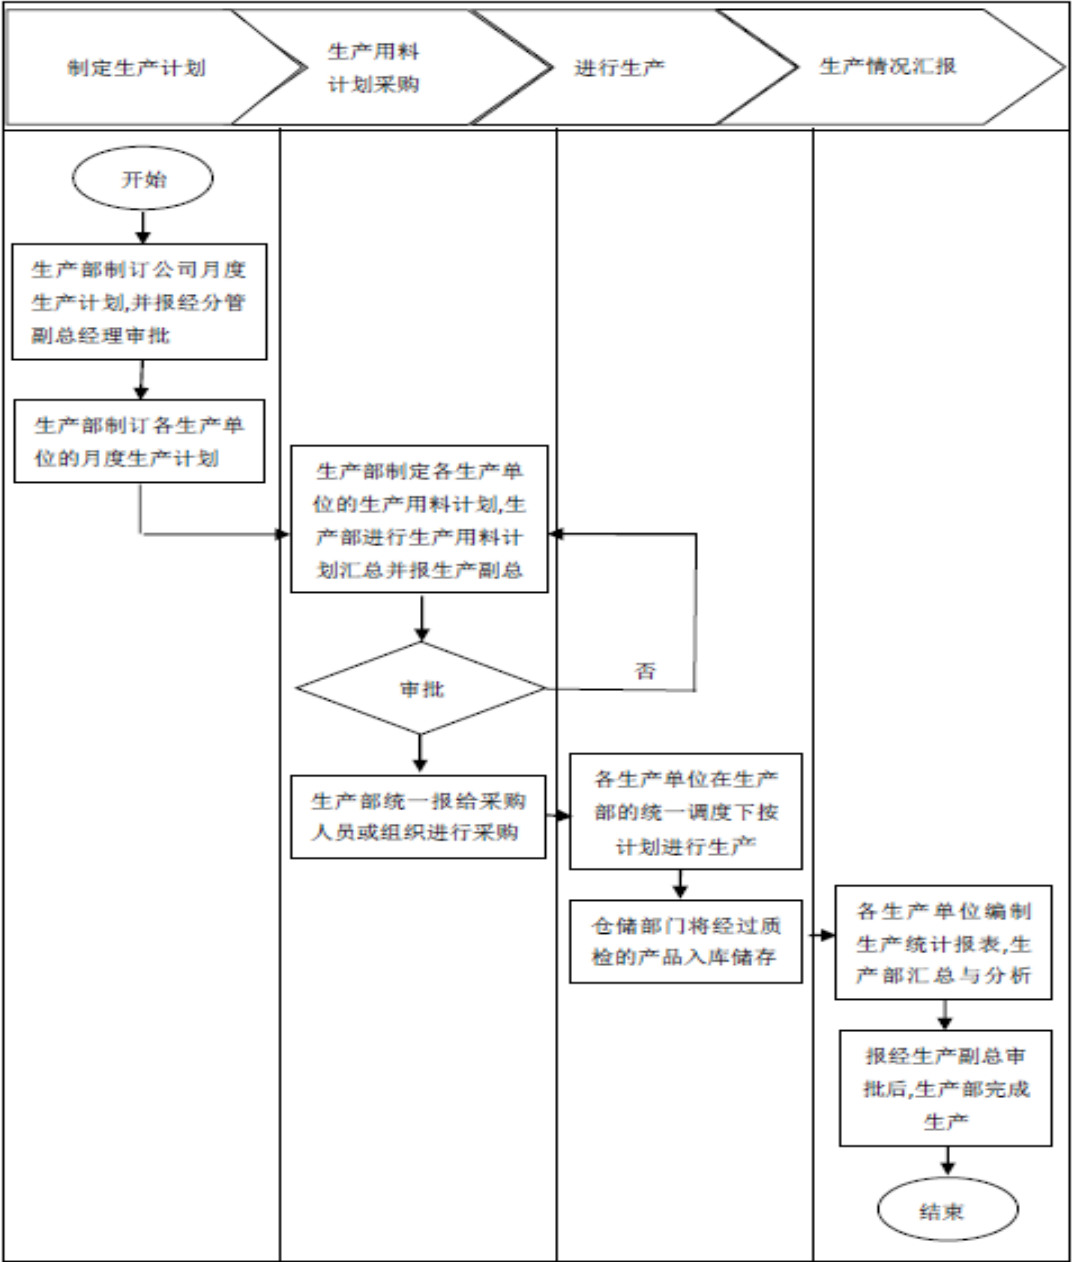 制定生产计划
生产用料
计划采购
进行生产
生产情况汇报
开始
生产部制订公司月度
生产计划,并报经分管
副总经理审批
生产部制订各生产单
位的月度生产计划
生产部制定各生产单
位的生产用料计划,生
产部进行生产用料计
划汇总并报生产副总
审批
否
生产部统一报给采购
人员或组织进行采购
各生产单位在生产
部的统一调度下按
计划进行生产
仓储部门将经过质
检的产品入库储存
各生产单位编制
生产统计报表,生
产部汇总与分析
报经生产副总审
批后,生产部完成
生产
结束